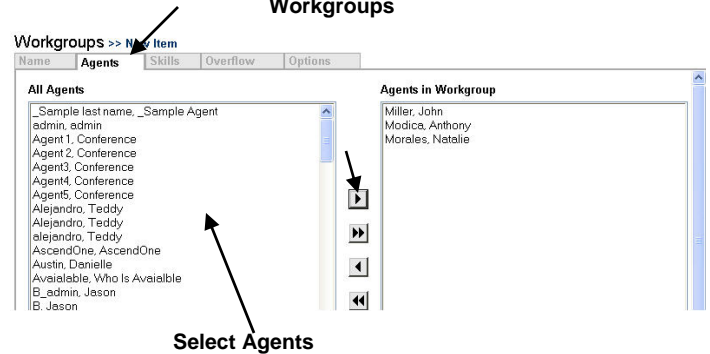 Workgroups
Workgroups >> New Item
Name Agents Skills Overflow Options
All Agents
_Sample last name, _Sample Agent
admin, admin
Agent 1, Conference
Agent 2, Conference
Agent3, Conference
Agent4, Conference
Agent5, Conference
Alejandro, Teddy
Alejandro, Teddy
alejandro, Teddy
AscendOne, AscendOne
Austin, Danielle
Avaialable, Who Is Avaialble
B_admin, Jason
B. Jason
Agents in Workgroup
Miller, John
Modica, Anthony
Morales, Natalie
Select Agents